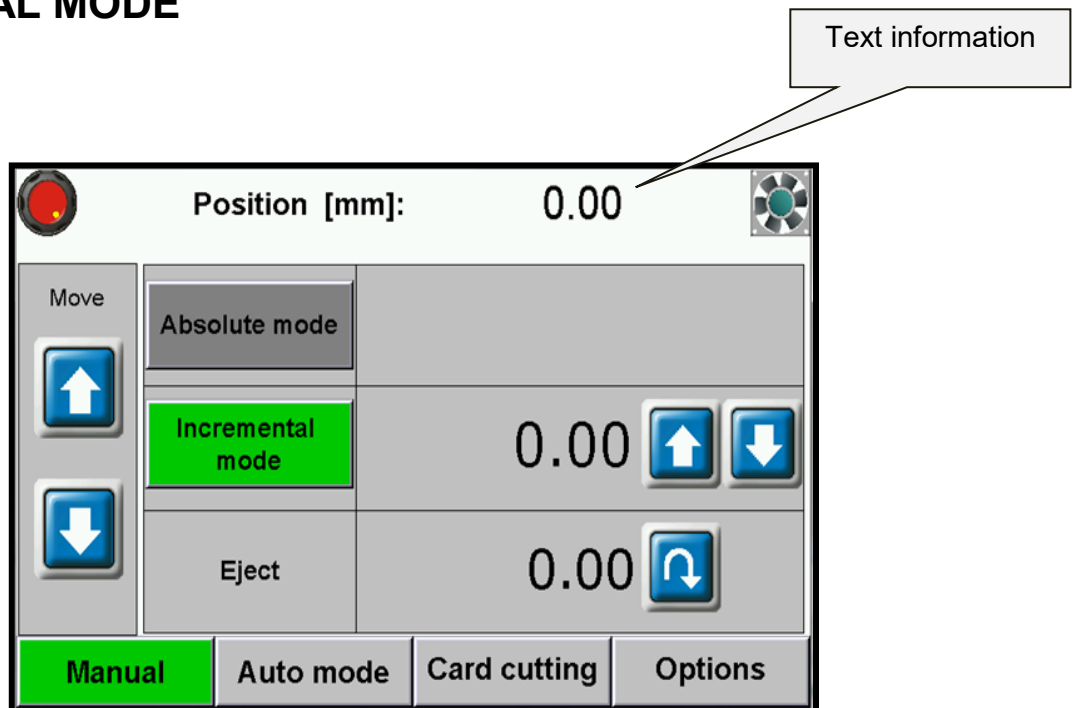 AL MODE
Text information
Position [mm]: 0.00
Move
Absolute mode
Incremental
mode
0.00
Eject
0.00
Manual
Auto mode
Card cutting
Options